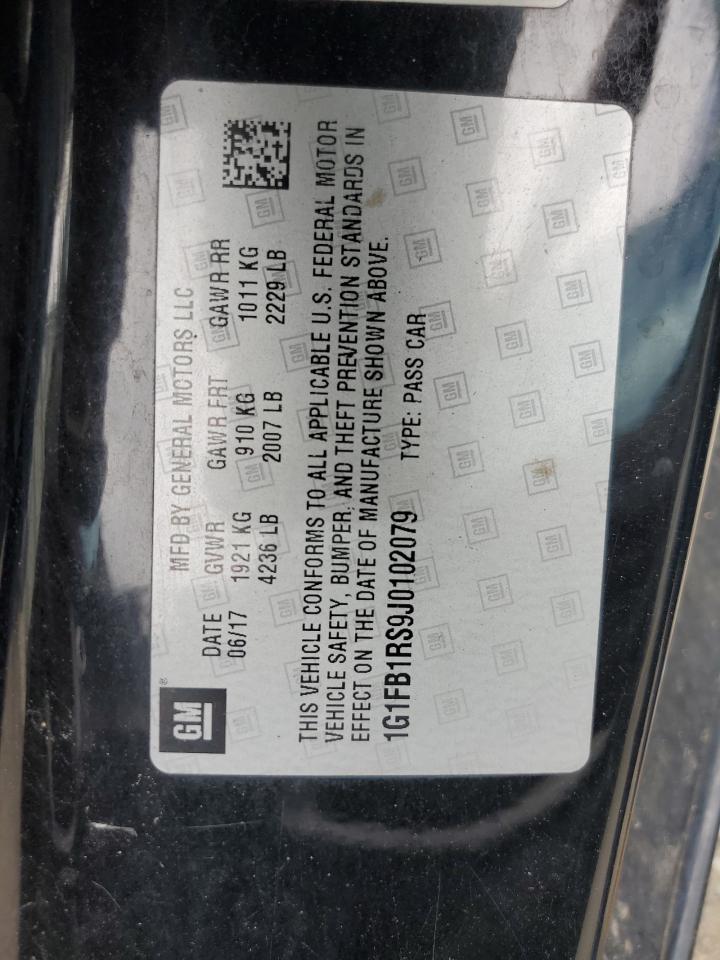 GM®
MFD BY GENERAL MOTORS LLC
DATE GVWR GAWR FRT GAWR RR
06/17 1921 KG 910 KG 1011 KG
4236 LB 2007 LB 2229 LB
THIS VEHICLE CONFORMS TO ALL APPLICABLE U.S. FEDERAL MOTOR
VEHICLE SAFETY, BUMPER, AND THEFT PREVENTION STANDARDS IN
EFFECT ON THE DATE OF MANUFACTURE SHOWN ABOVE.
1G1FB1RS9J0102079 TYPE: PASS CAR